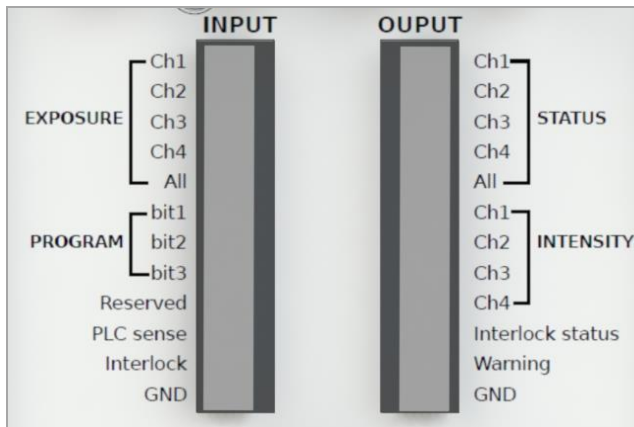 INPUT
OUPUT
Ch1
Ch2
EXPOSURE
Ch3
Ch4
All
bit1
PROGRAM
bit2
bit3
Reserved
PLC sense
Interlock
GND
Ch1
Ch2
Ch3
STATUS
Ch4
All
Ch1
Ch2
INTENSITY
Ch3
Ch4
Interlock status
Warning
GND